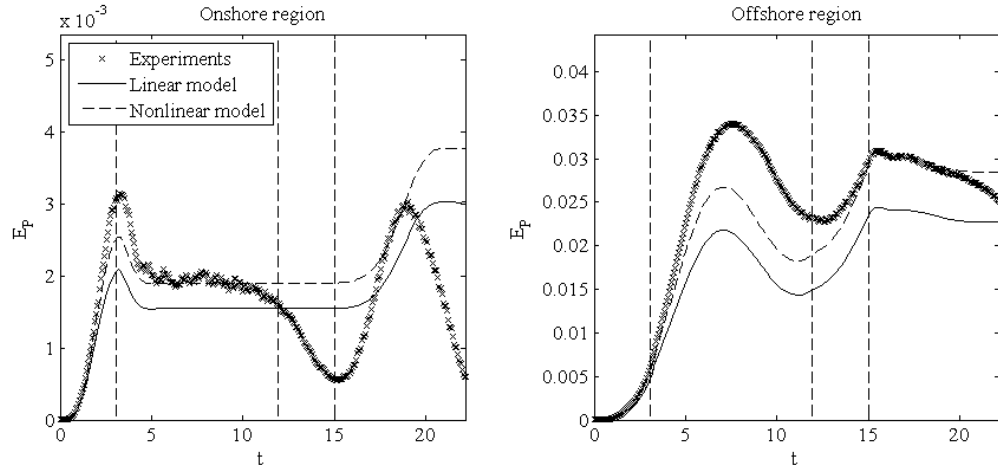 Onshore region
x 10⁻³
5
4
3
2
1
0
E_P
0 5 10 15 20
t
Experiments
Linear model
Nonlinear model
Offshore region
0.04
0.035
0.03
0.025
0.02
0.015
0.01
0.005
0
E_P
0 5 10 15 20
t